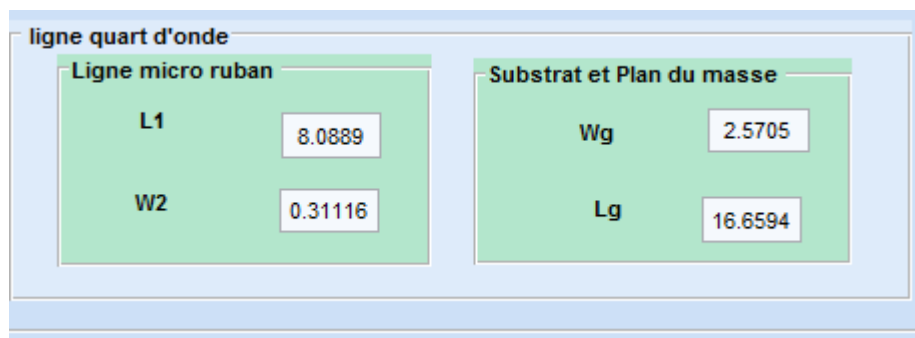 ligne quart d'onde
Ligne micro ruban
L1 8.0889
W2 0.31116
Substrat et Plan du masse
Wg 2.5705
Lg 16.6594